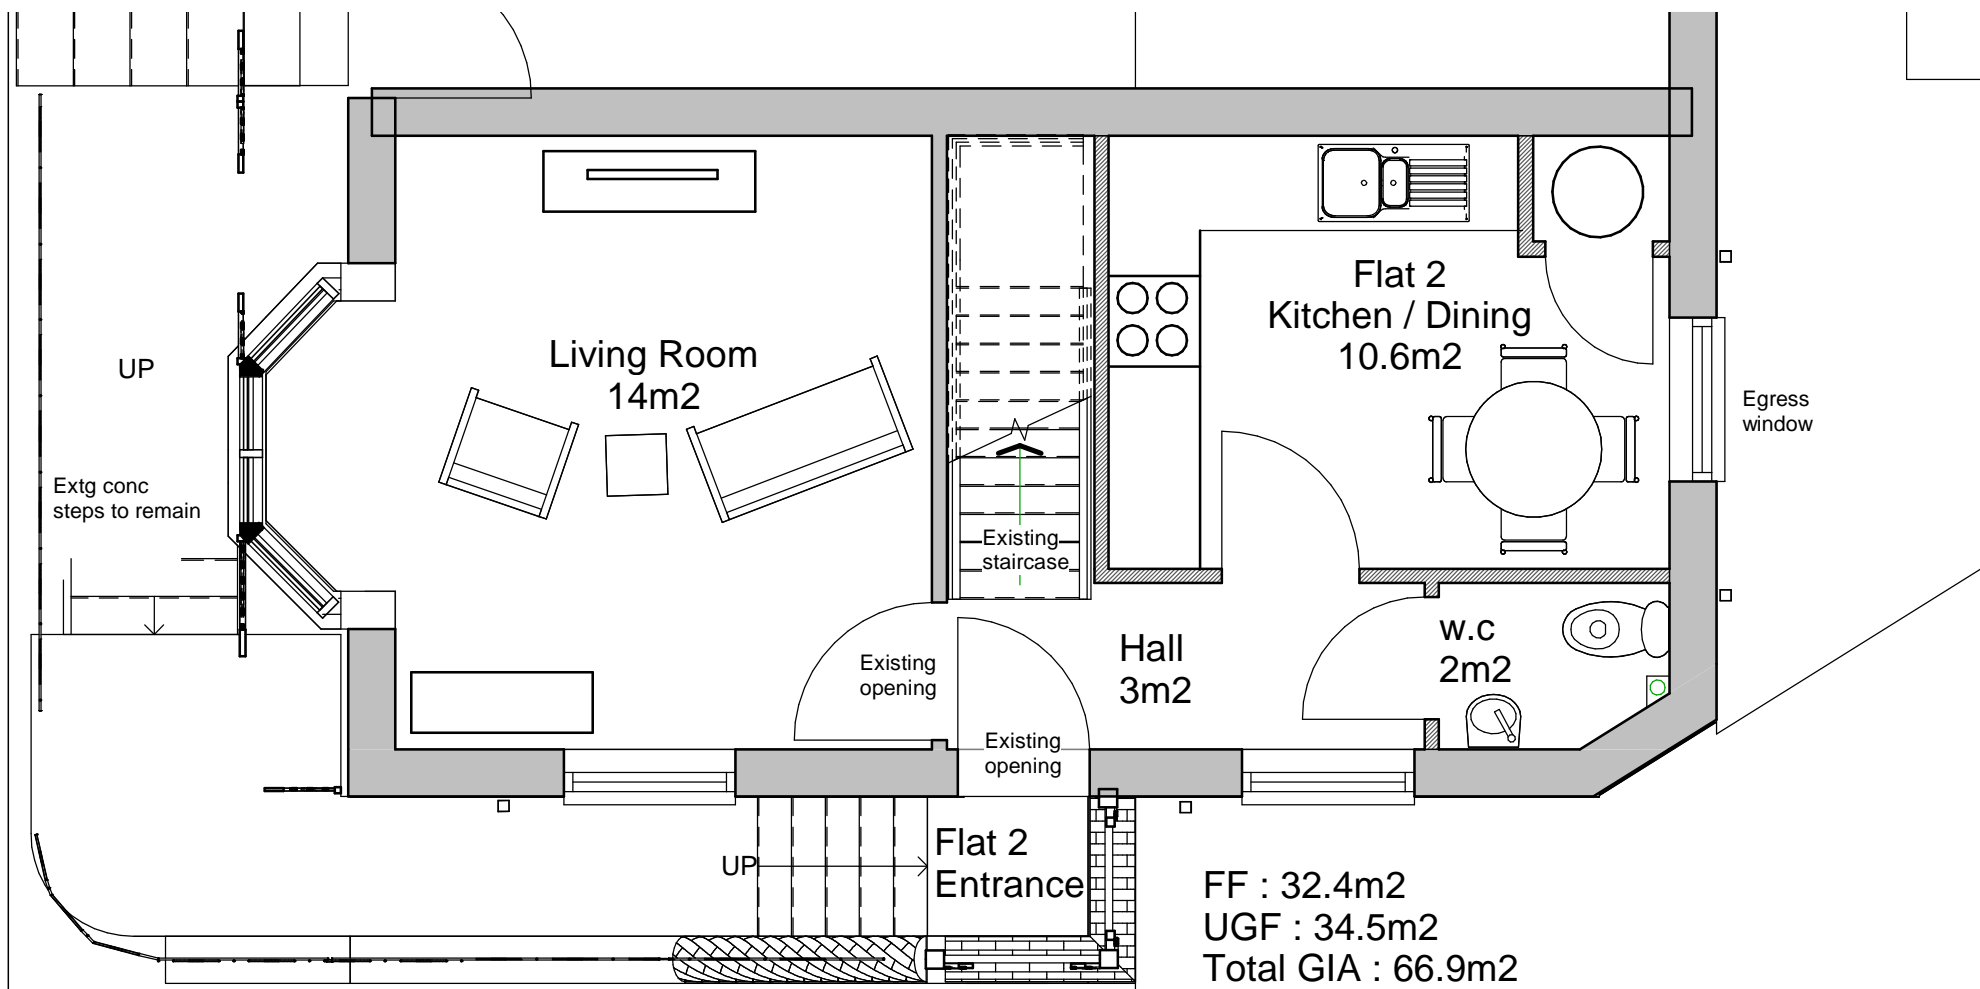 Flat 2
Kitchen / Dining
10.6m2
Living Room
14m2
UP
Egress
window
Extg conc
steps to remain
Existing
staircase
Hall
3m2
w.c
2m2
Existing
opening
Existing
opening
UP
Flat 2
Entrance
FF : 32.4m2
UGF : 34.5m2
Total GIA : 66.9m2